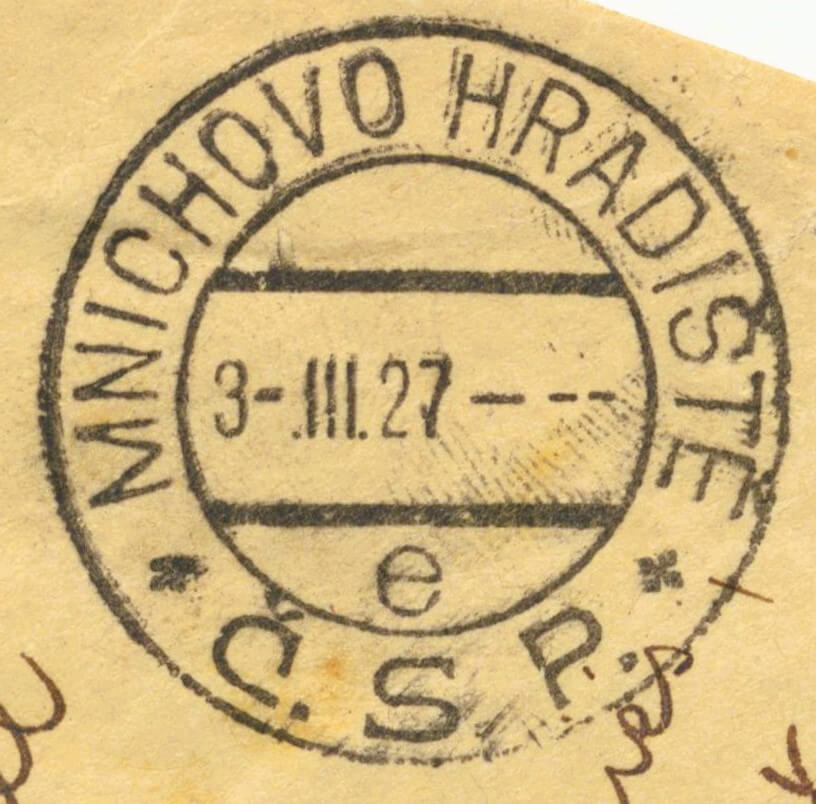 MNICHOVO HRADIŠTĚ
3-.III.27- - - -
e
Č.S.P.